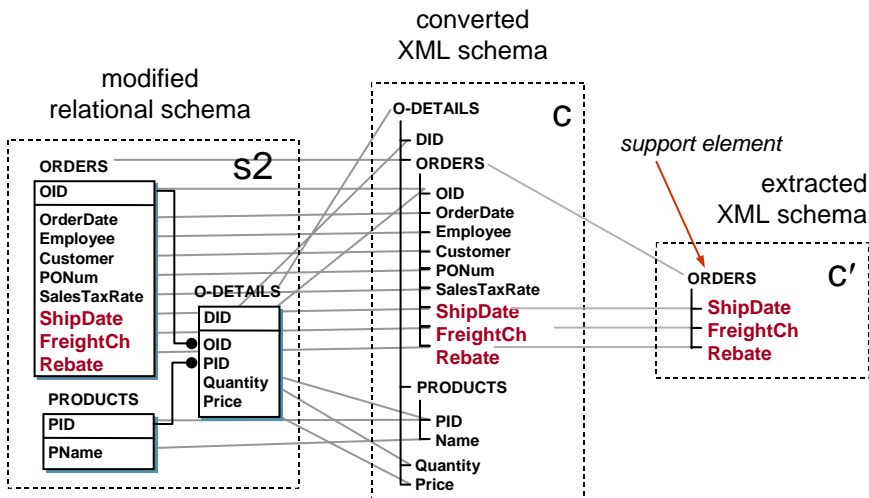 converted
XML schema
modified
relational schema
s2
ORDERS
OID
OrderDate
Employee
Customer
PONum
SalesTaxRate
ShipDate
FreightCh
Rebate
PRODUCTS
PID
PName
O-DETAILS
DID
OID
PID
Quantity
Price
c
O-DETAILS
DID
ORDERS
OID
OrderDate
Employee
Customer
PONum
SalesTaxRate
ShipDate
FreightCh
Rebate
PRODUCTS
PID
Name
Quantity
Price
support element
extracted
XML schema
c′
ORDERS
ShipDate
FreightCh
Rebate